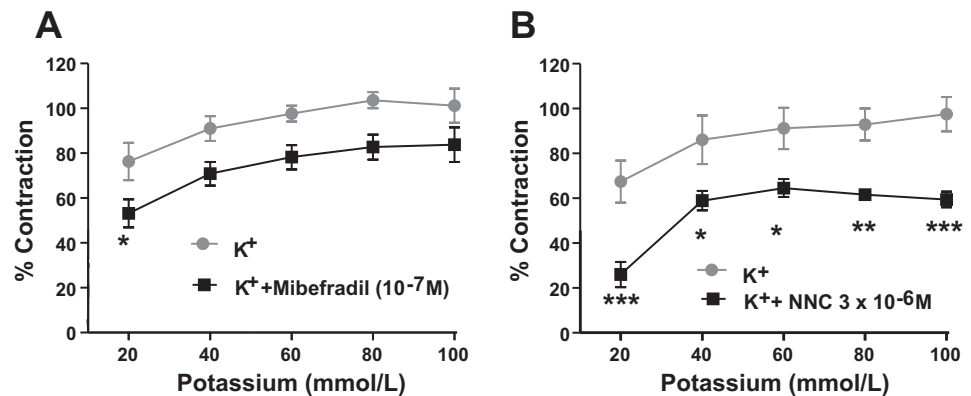 A
% Contraction
120
100
80
60
40
20
0
*
K+
K++Mibefradil (10-7M)
20 40 60 80 100
Potassium (mmol/L)
B
% Contraction
120
100
80
60
40
20
0
*** * * ** ***
K+
K++ NNC 3 x 10-6M
20 40 60 80 100
Potassium (mmol/L)